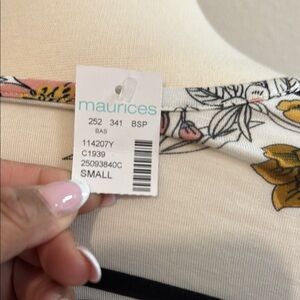 maurices
252 341 BSP
BAS
114207Y
C1939
25093840C
SMALL